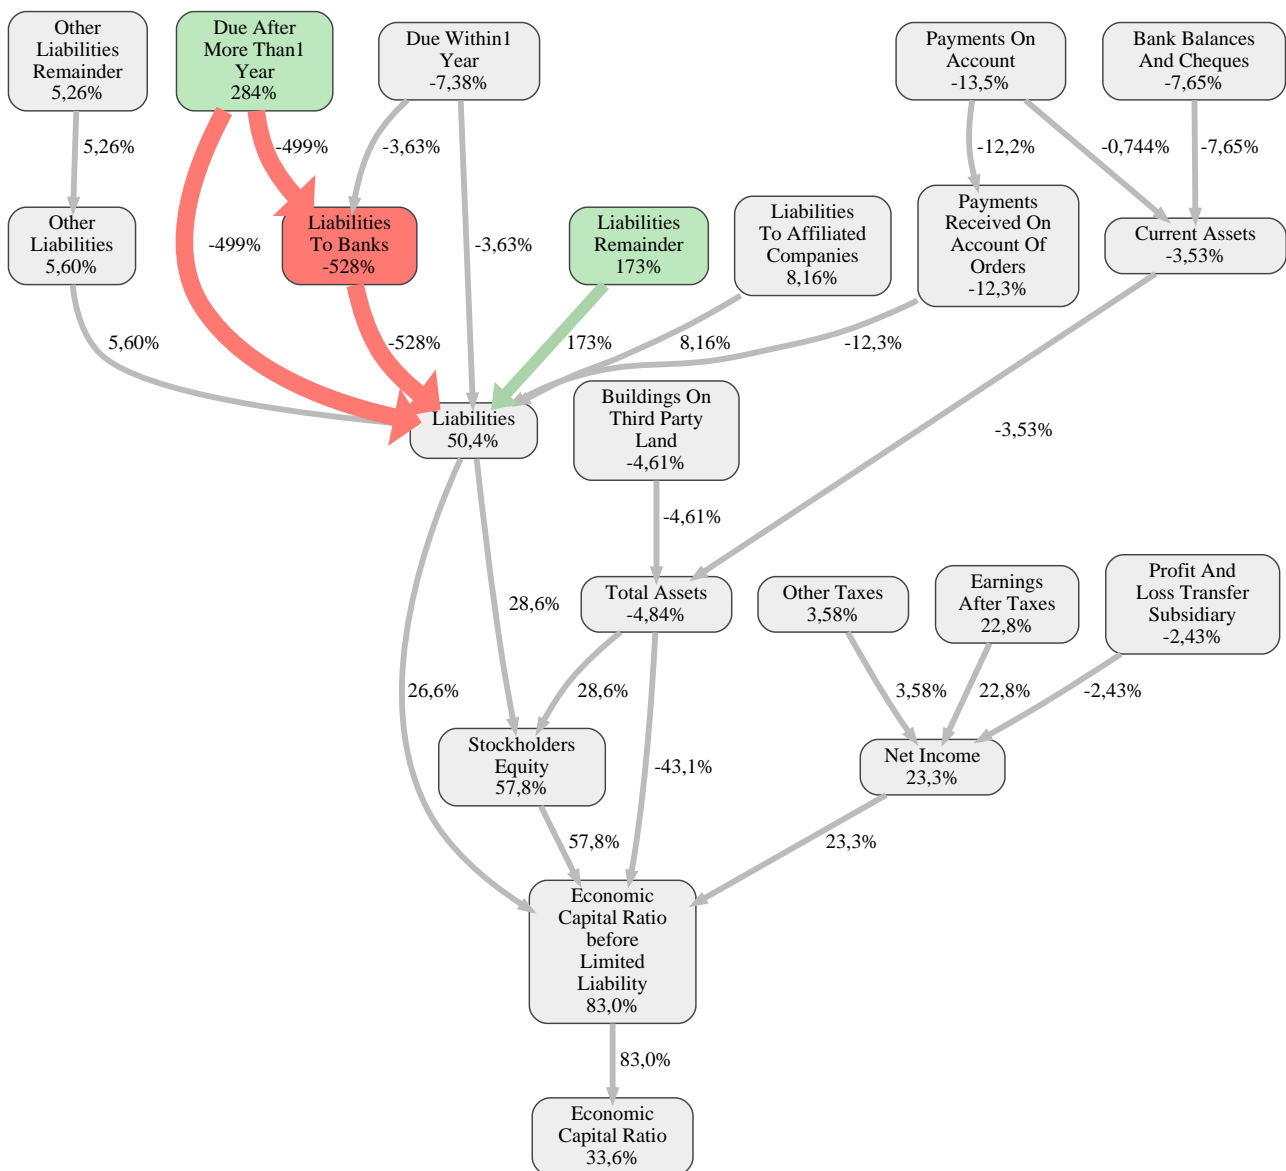 Other
Liabilities
Remainder
5,26%
Due After
More Than1
Year
284%
Due Within1
Year
-7,38%
Payments On
Account
-13,5%
Bank Balances
And Cheques
-7,65%
5,26%
-499%
-3,63%
-12,2%
-0,744%
-7,65%
Other
Liabilities
5,60%
-499%
Liabilities
To Banks
-528%
-3,63%
Liabilities
Remainder
173%
Liabilities
To Affiliated
Companies
8,16%
Payments
Received On
Account Of
Orders
-12,3%
Current Assets
-3,53%
5,60%
-528%
173%
8,16%
-12,3%
Liabilities
50,4%
Buildings On
Third Party
Land
-4,61%
-3,53%
-4,61%
28,6%
Total Assets
-4,84%
Other Taxes
3,58%
Earnings
After Taxes
22,8%
Profit And
Loss Transfer
Subsidiary
-2,43%
26,6%
28,6%
3,58%
22,8%
-2,43%
Stockholders
Equity
57,8%
-43,1%
Net Income
23,3%
57,8%
23,3%
Economic
Capital Ratio
before
Limited
Liability
83,0%
83,0%
Economic
Capital Ratio
33,6%